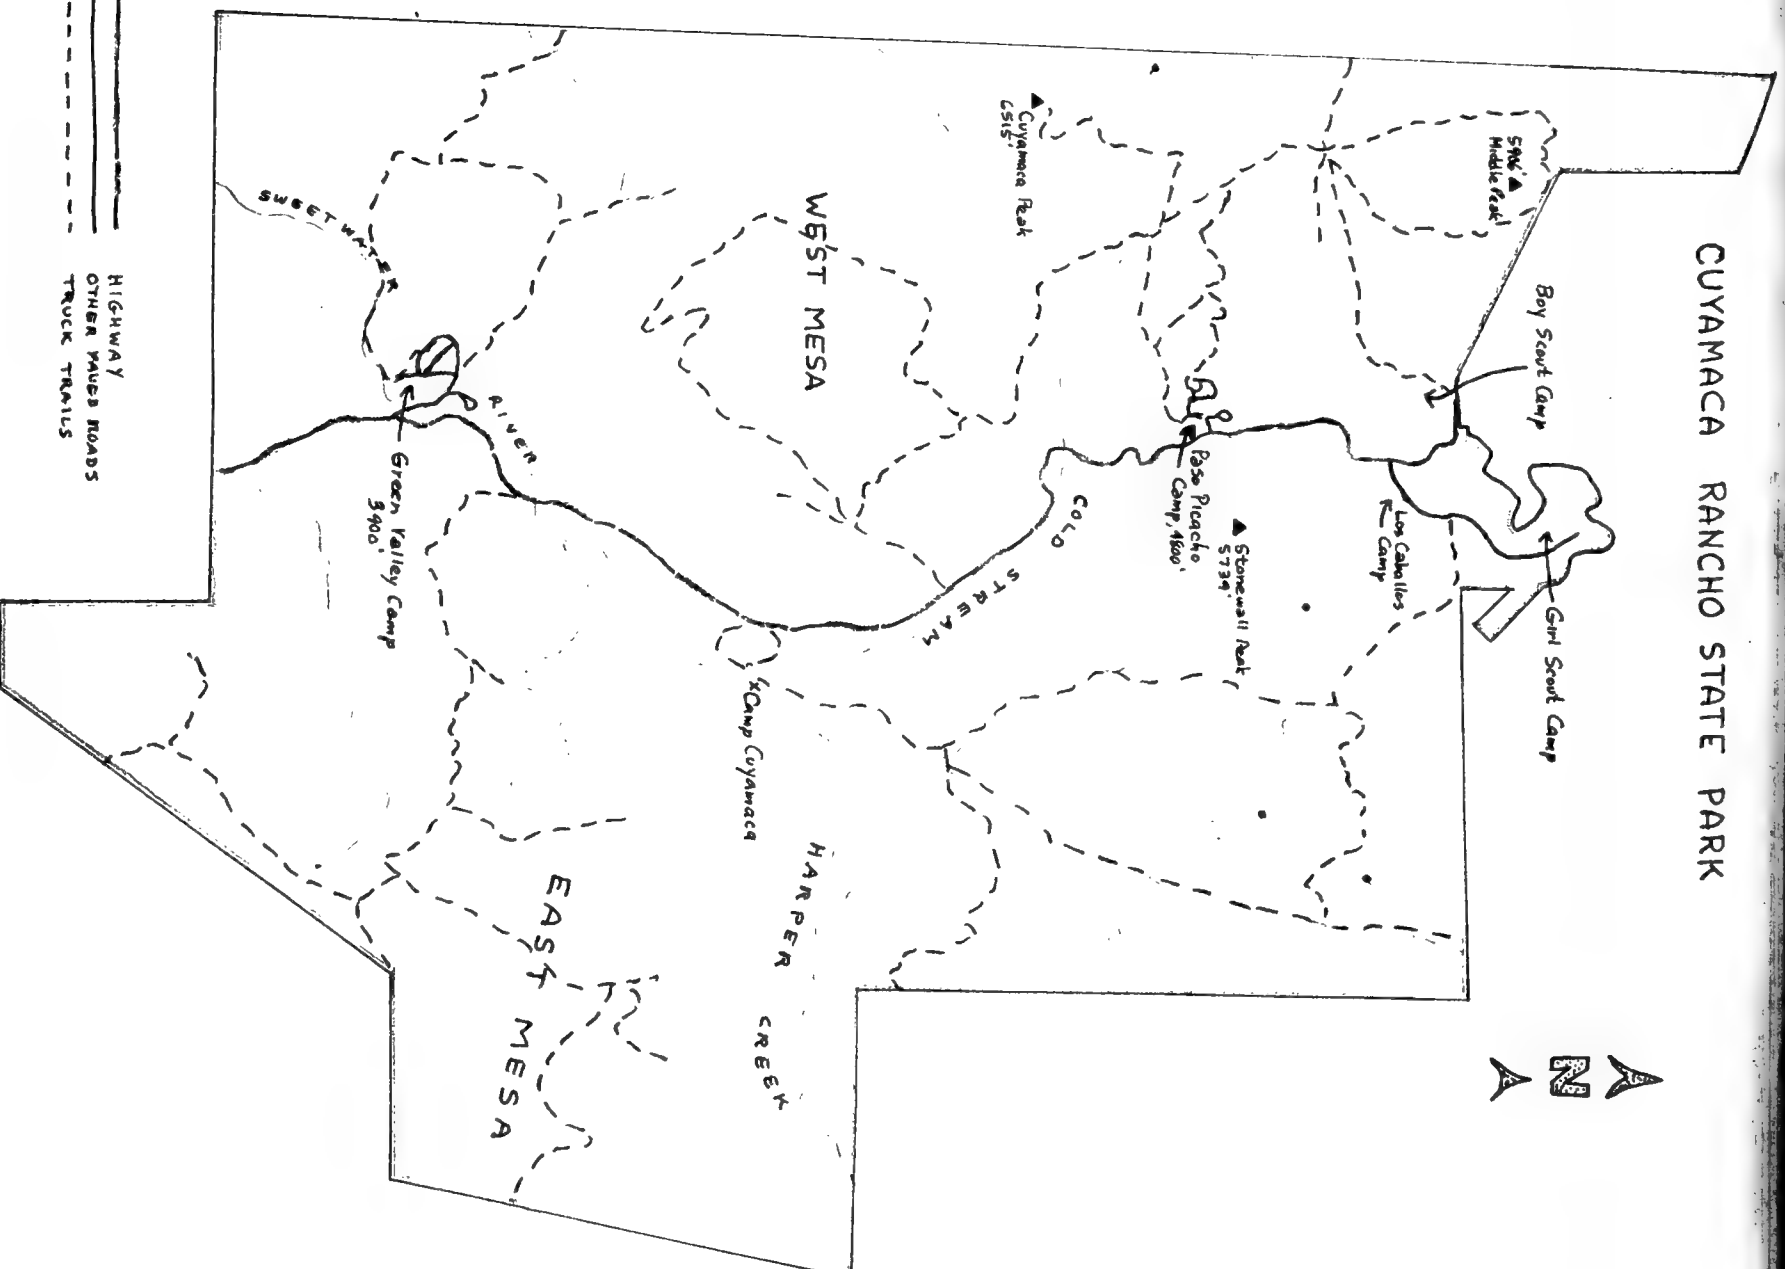 CUYAMACA RANCHO STATE PARK
N
Boy Scout Camp
Girl Scout Camp
5906'
Middle Peak
Los Caballos
Camp
Stonewall Peak
5739'
Paso Picacho
Camp, 4800'
Cuyamaca Peak
6515'
COLD STREAM
WEST MESA
Camp Cuyamaca
HARPER CREEK
EAST MESA
SWEETWATER RIVER
Green Valley Camp
3900'
HIGHWAY
OTHER PAVED ROADS
TRUCK TRAILS